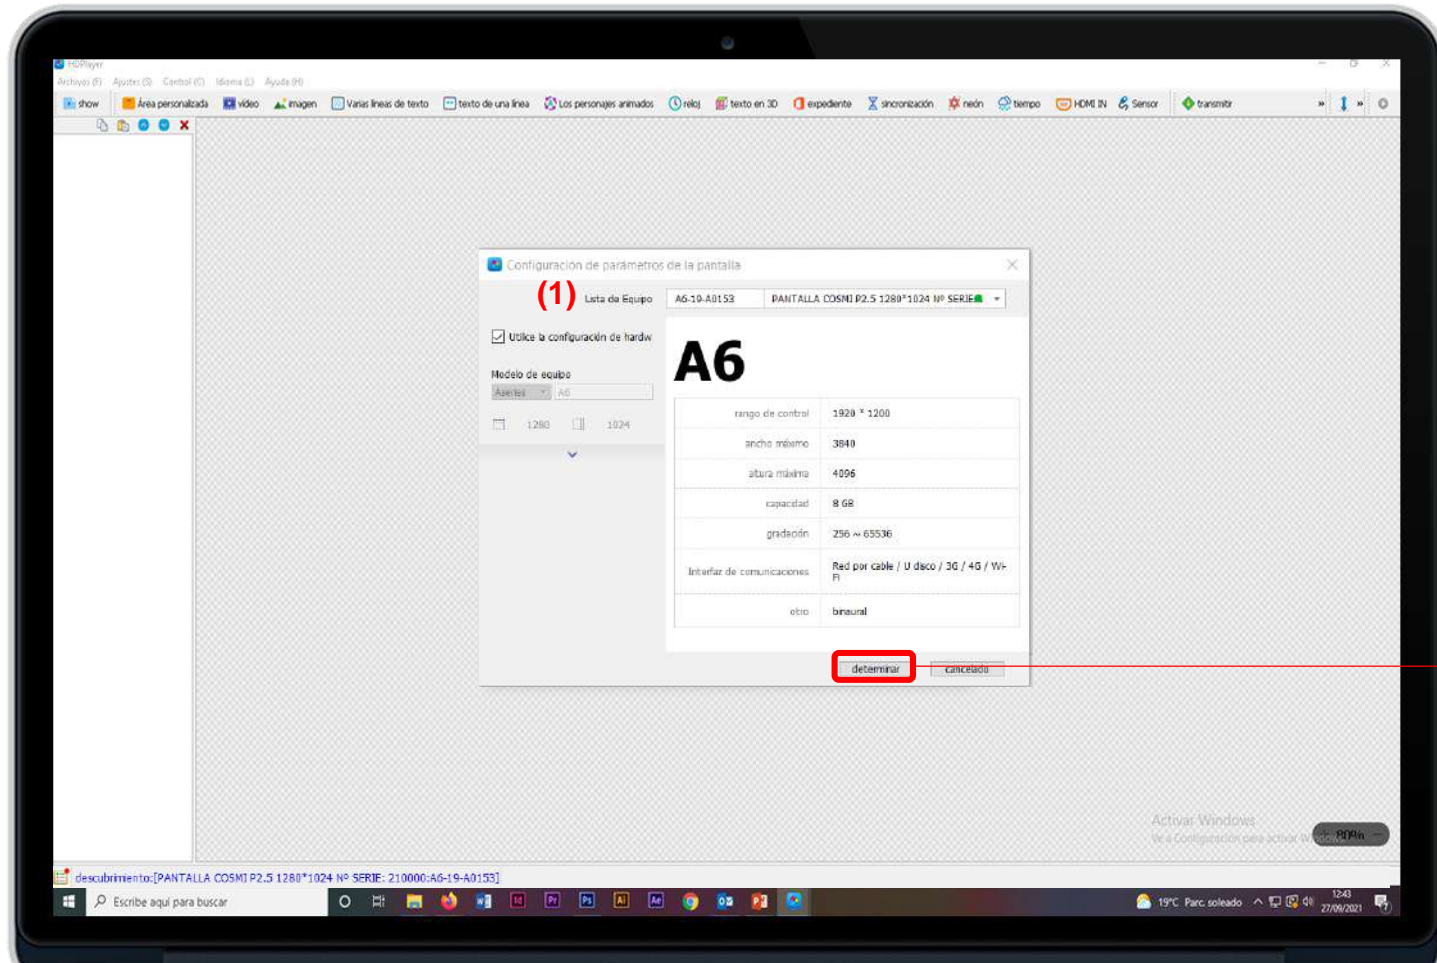 HDPlayer
Archivos (F) Ajustes (S) Control (C) Idioma (L) Ayuda (H)
show Área personalizada video imagen Varias líneas de texto texto de una línea Los personajes animados reloj texto en 3D expediente sincronización neón tiempo HDMI IN Sensor transmitir
Configuración de parámetros de la pantalla
(1) Lista de Equipo A6-19-A0153 PANTALLA COSMI P2.5 1280*1024 Nº SERIE
Utilice la configuración de hardw
A6
Modelo de equipo
Aseries A6
1280 1024
rango de control 1920 * 1200
ancho máximo 3840
altura máxima 4096
capacidad 8 GB
gradación 256 ~ 65536
Interfaz de comunicaciones Red por cable / U disco / 3G / 4G / Wi-
Fi
otro binaural
determinar cancelado
Activar Windows
Ve a Configuración para activar
80%
descubrimiento:[PANTALLA COSMI P2.5 1280*1024 Nº SERIE: 210000:A6-19-A0153]
Escribe aquí para buscar
19°C Parc. soleado
12:43
27/09/2021